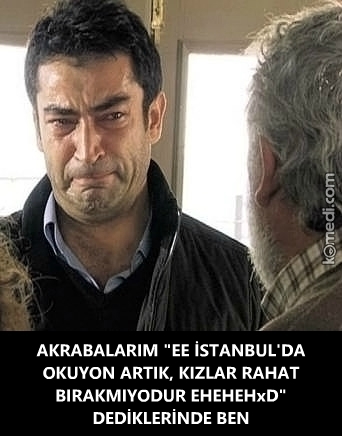 komedi.com
AKRABALARIM "EE İSTANBUL'DA
OKUYON ARTIK, KIZLAR RAHAT
BIRAKMIYODUR EHEHEHxD"
DEDİKLERİNDE BEN